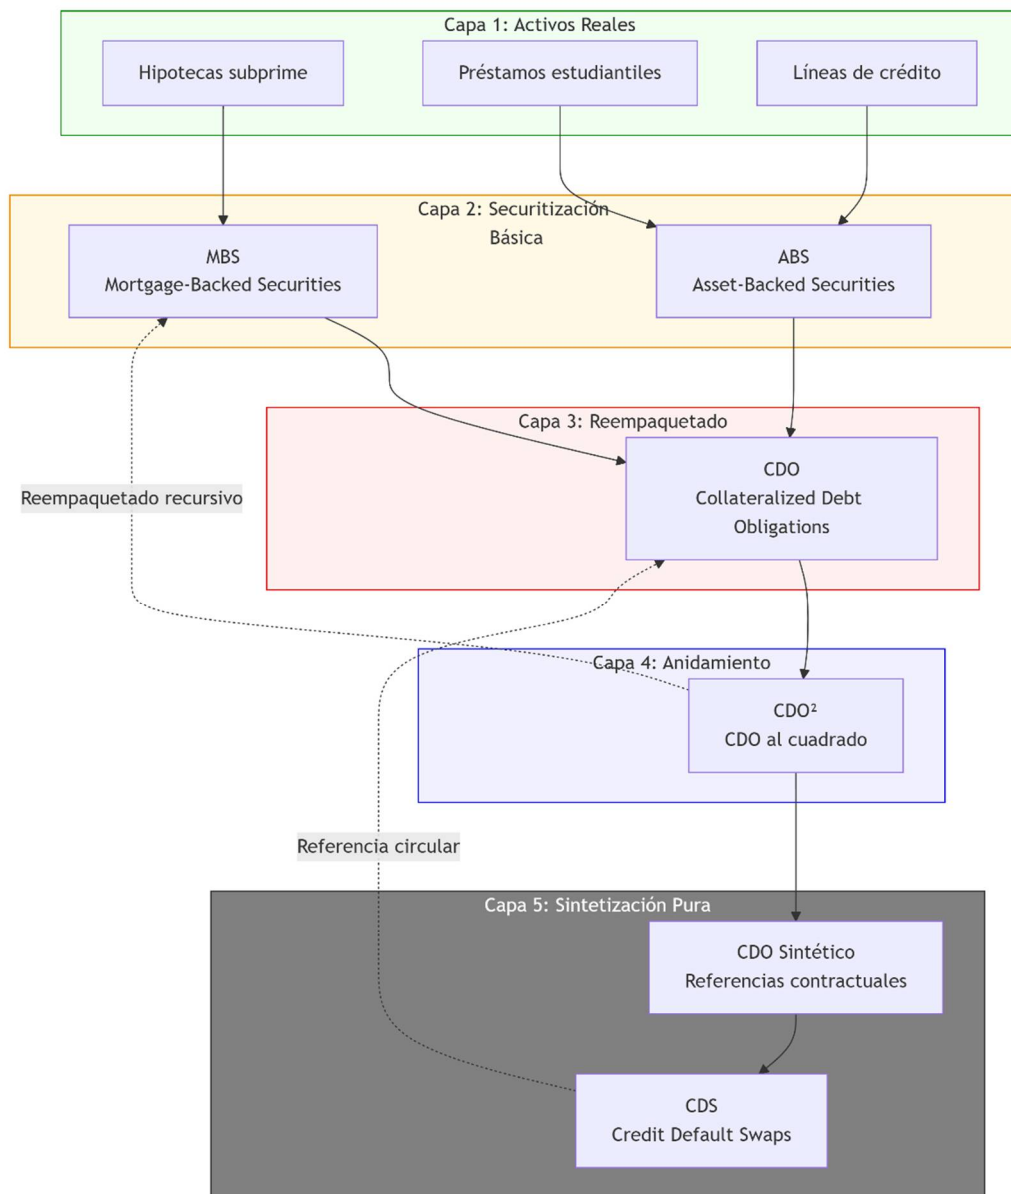 Capa 1: Activos Reales
Hipotecas subprime
Préstamos estudiantiles
Líneas de crédito
Capa 2: Securitización
Básica
MBS
Mortgage-Backed Securities
ABS
Asset-Backed Securities
Capa 3: Reempaquetado
CDO
Collateralized Debt
Obligations
Reempaquetado recursivo
Capa 4: Anidamiento
CDO²
CDO al cuadrado
Referencia circular
Capa 5: Sintetización Pura
CDO Sintético
Referencias contractuales
CDS
Credit Default Swaps